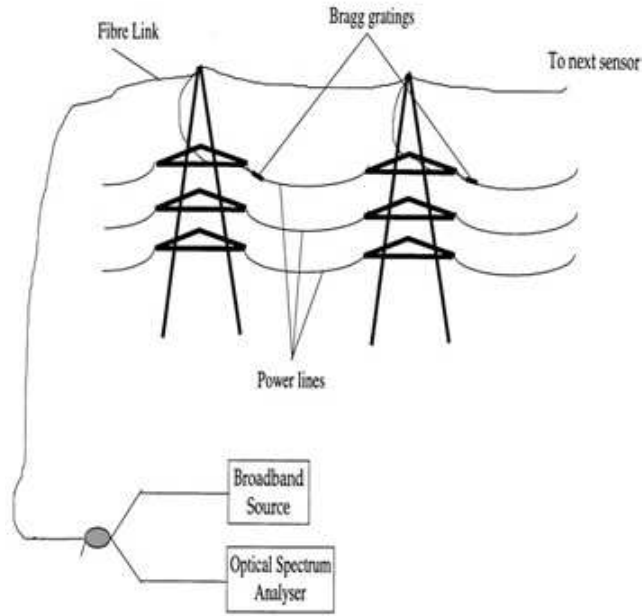 Bragg gratings
Fibre Link
To next sensor
Power lines
Broadband
Source
Optical Spectrum
Analyser